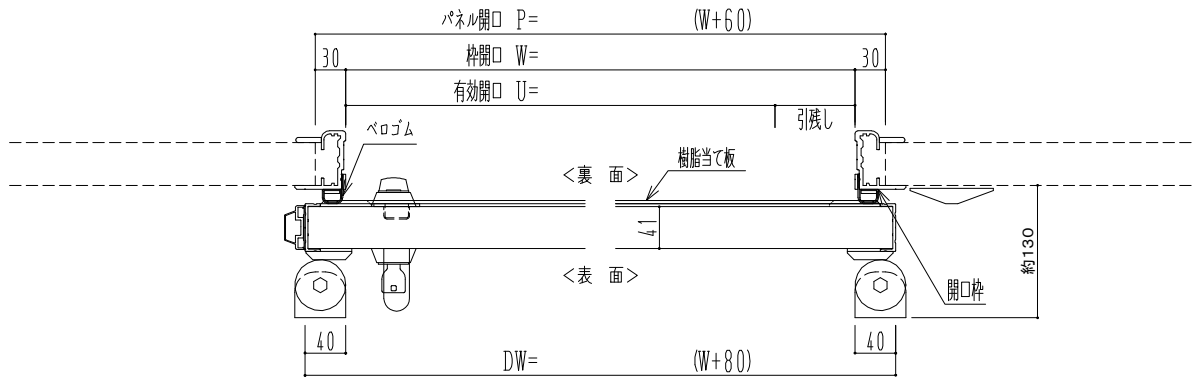 パネル開口 P= (W+60)
30 枠開口 W= 30
有効開口 U=
引残し
ベロゴム
樹脂当て板
<裏 面>
41
<表 面>
約130
開口枠
40 40
DW= (W+80)